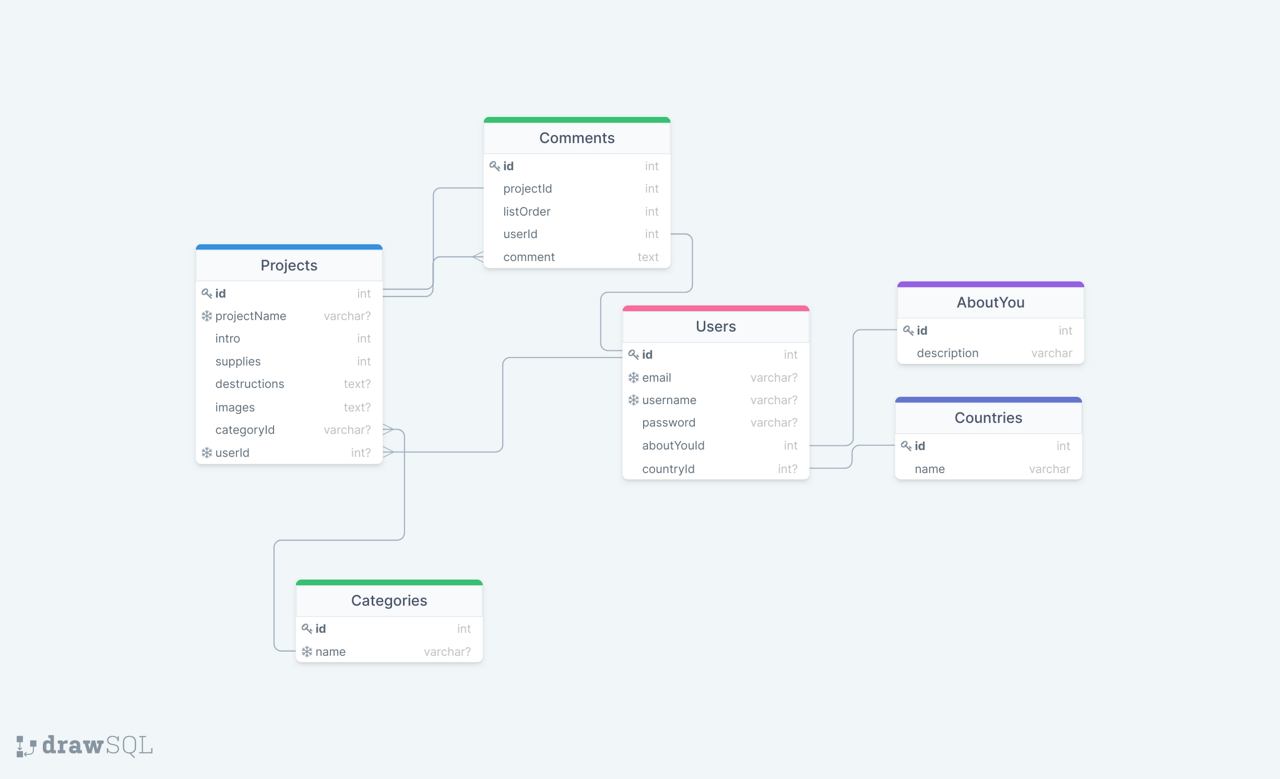 Comments
id int
projectId int
listOrder int
userId int
comment text
Projects
id int
projectName varchar?
intro int
supplies int
destructions text?
images text?
categoryId varchar?
userId int?
Users
id int
email varchar?
username varchar?
password varchar?
aboutYouId int
countryId int?
AboutYou
id int
description varchar
Countries
id int
name varchar
Categories
id int
name varchar?
drawSQL